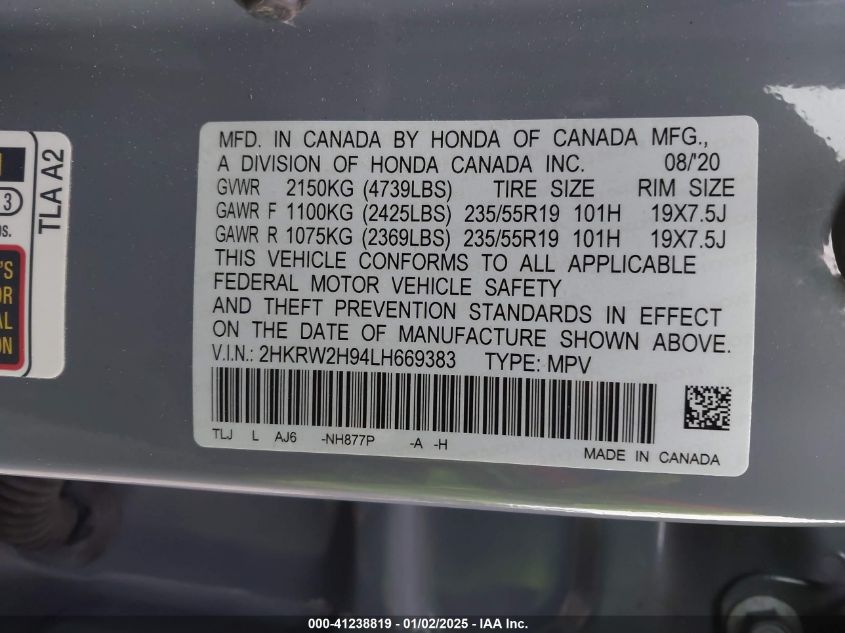 MFD. IN CANADA BY HONDA OF CANADA MFG.,
A DIVISION OF HONDA CANADA INC. 08/'20
GVWR 2150KG (4739LBS) TIRE SIZE RIM SIZE
GAWR F 1100KG (2425LBS) 235/55R19 101H 19X7.5J
GAWR R 1075KG (2369LBS) 235/55R19 101H 19X7.5J
THIS VEHICLE CONFORMS TO ALL APPLICABLE
FEDERAL MOTOR VEHICLE SAFETY
AND THEFT PREVENTION STANDARDS IN EFFECT
ON THE DATE OF MANUFACTURE SHOWN ABOVE.
V.I.N.: 2HKRW2H94LH669383 TYPE: MPV
TLJ L AJ6 -NH877P -A -H
MADE IN CANADA
TLA A2
3
000-41238819 - 01/02/2025 - IAA Inc.